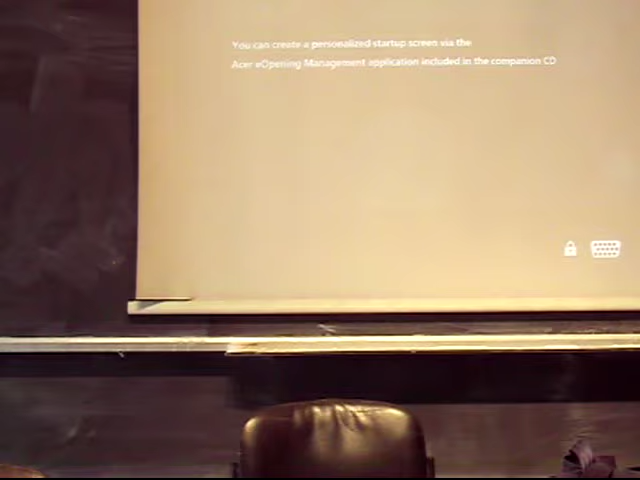 You can create a personalized startup screen via the
Acer eOpening Management application included in the companion CD